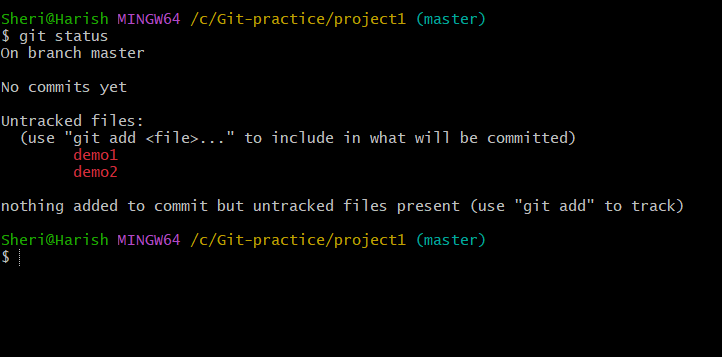 Sheri@Harish MINGW64 /c/Git-practice/project1 (master)
$ git status
On branch master
No commits yet
Untracked files:
  (use "git add <file>..." to include in what will be committed)
        demo1
        demo2
nothing added to commit but untracked files present (use "git add" to track)
Sheri@Harish MINGW64 /c/Git-practice/project1 (master)
$